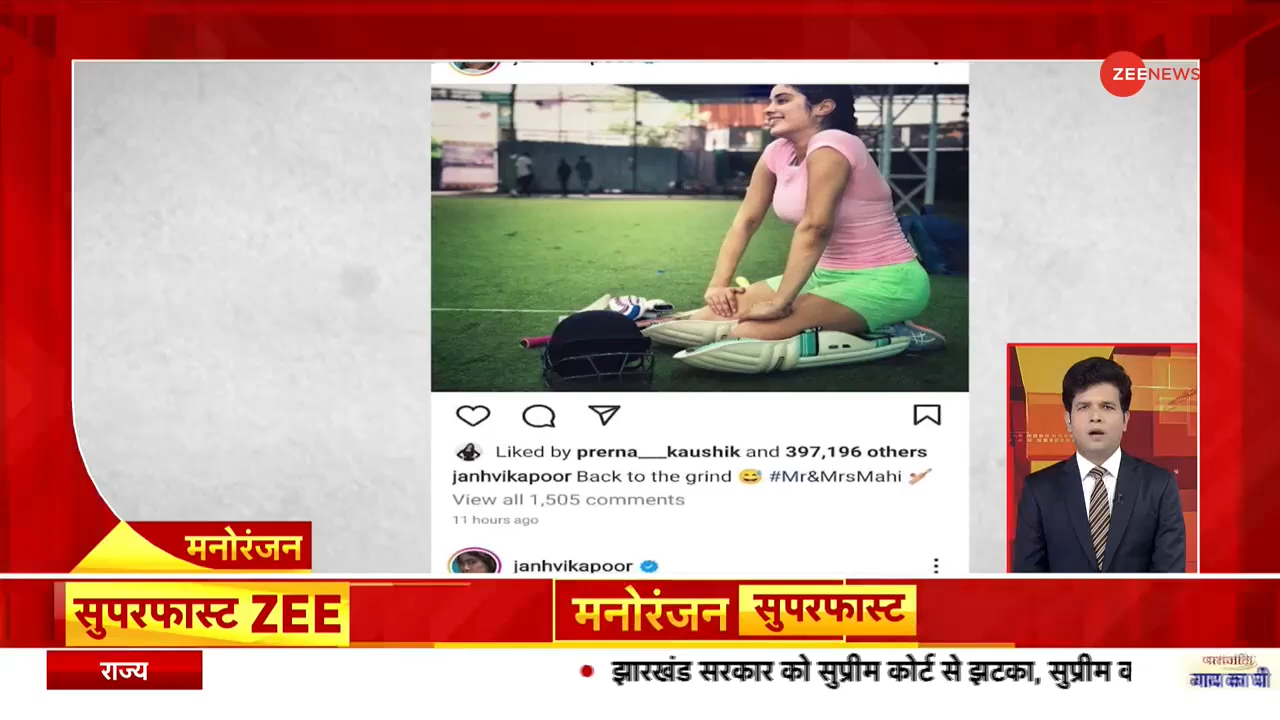 ZEENEWS
Liked by prerna___kaushik and 397,196 others
janhvikapoor Back to the grind 😅 #Mr&MrsMahi 🏏
View all 1,505 comments
11 hours ago
janhvikapoor
मनोरंजन
सुपरफास्ट ZEE
मनोरंजन सुपरफास्ट
राज्य
• झारखंड सरकार को सुप्रीम कोर्ट से झटका, सुप्रीम